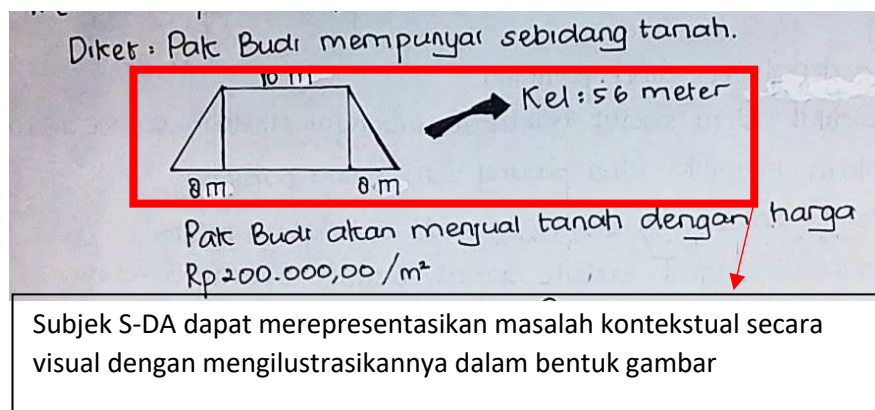 Diket : Pak Budi mempunyai sebidang tanah.
10 m
Kel : 56 meter
8 m. 8 m
Pak Budi akan menjual tanah dengan harga
Rp 200.000,00 / m²
Subjek S-DA dapat merepresentasikan masalah kontekstual secara
visual dengan mengilustrasikannya dalam bentuk gambar